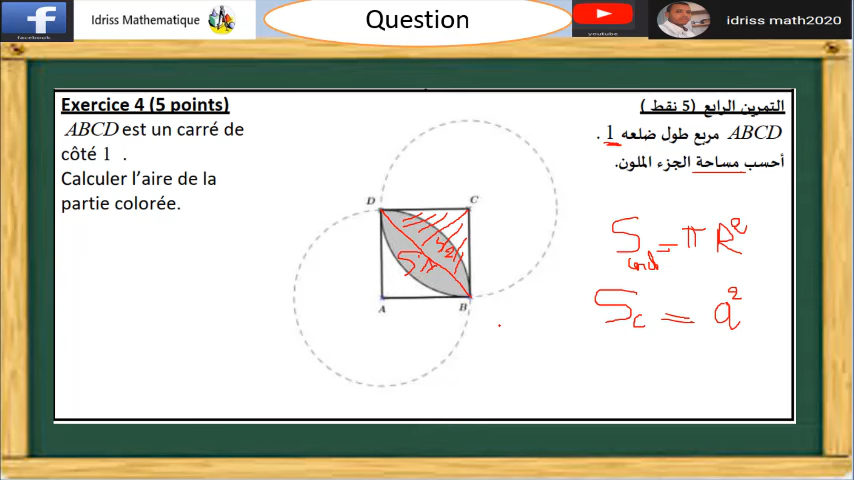 facebook
Idriss Mathematique
Question
youtube
idriss math2020
Exercice 4 (5 points)
ABCD est un carré de
côté 1 .
Calculer l’aire de la
partie colorée.
التمرين الرابع (5 نقط )
ABCD مربع طول ضلعه 1 .
أحسب مساحة الجزء الملون.
D
C
A
B
S = π R²
S_c = a²